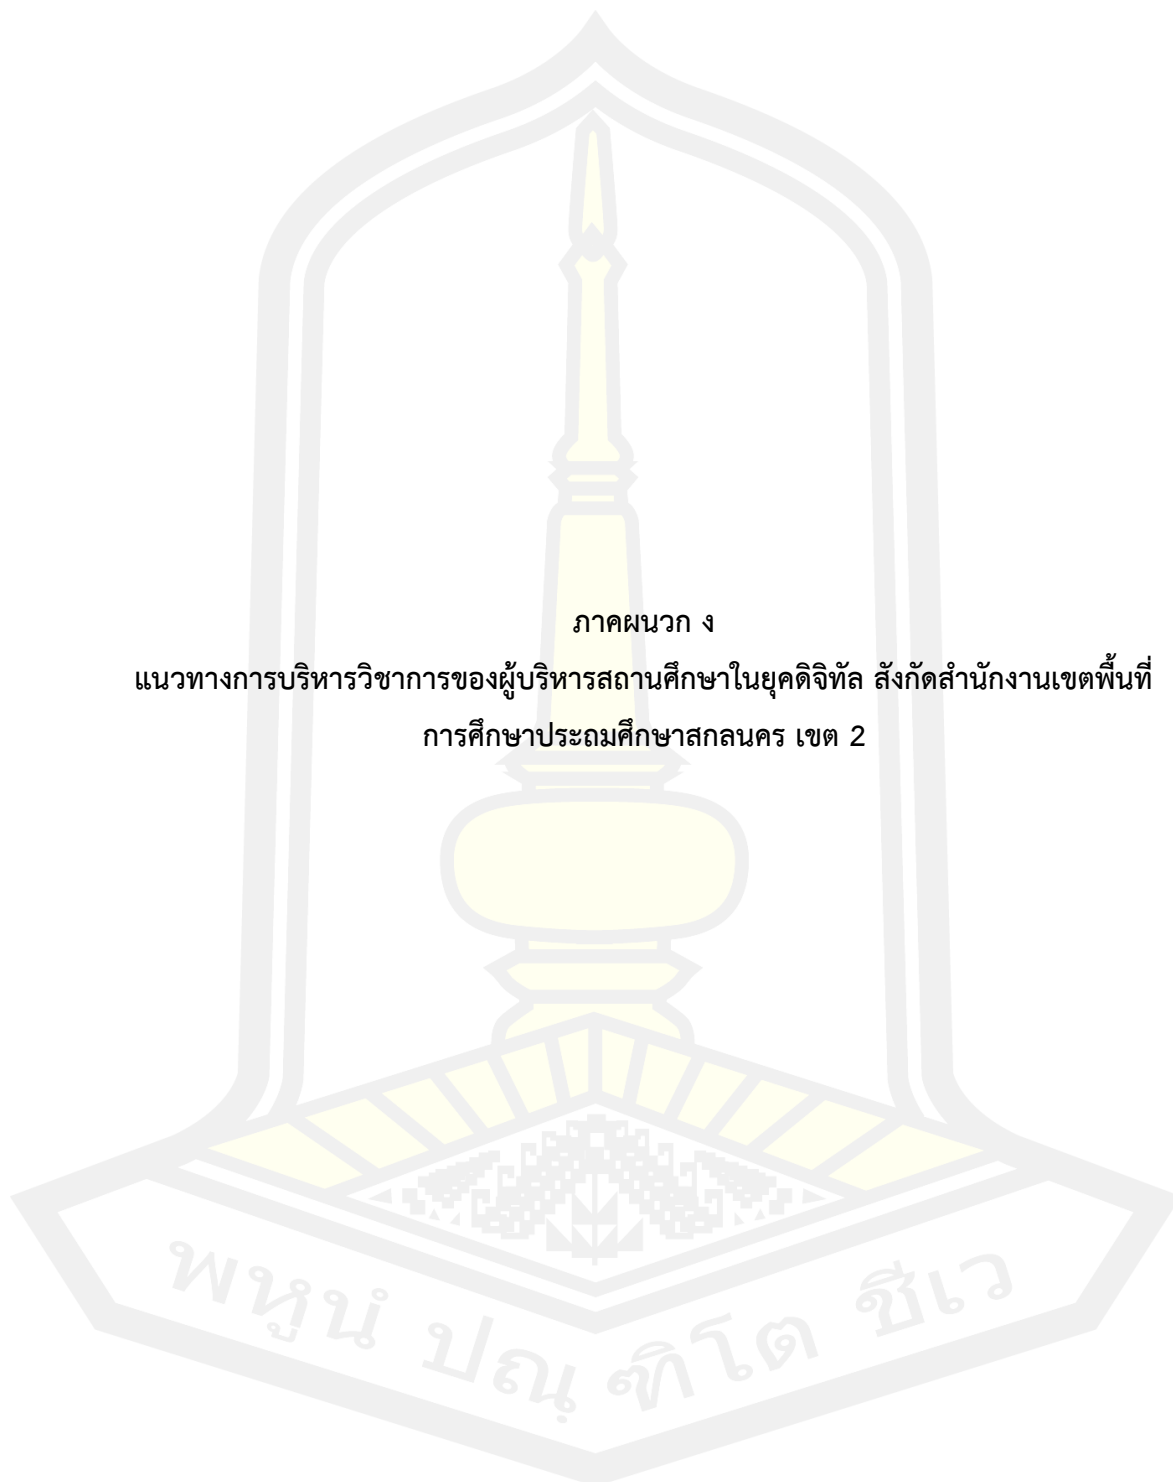 ภาคผนวก ง
แนวทางการบริหารวิชาการของผู้บริหารสถานศึกษาในยุคดิจิทัล สังกัดสำนักงานเขตพื้นที่
การศึกษาประถมศึกษาสกลนคร เขต 2
พหูนํ ปณฺฑิโต ชีเว